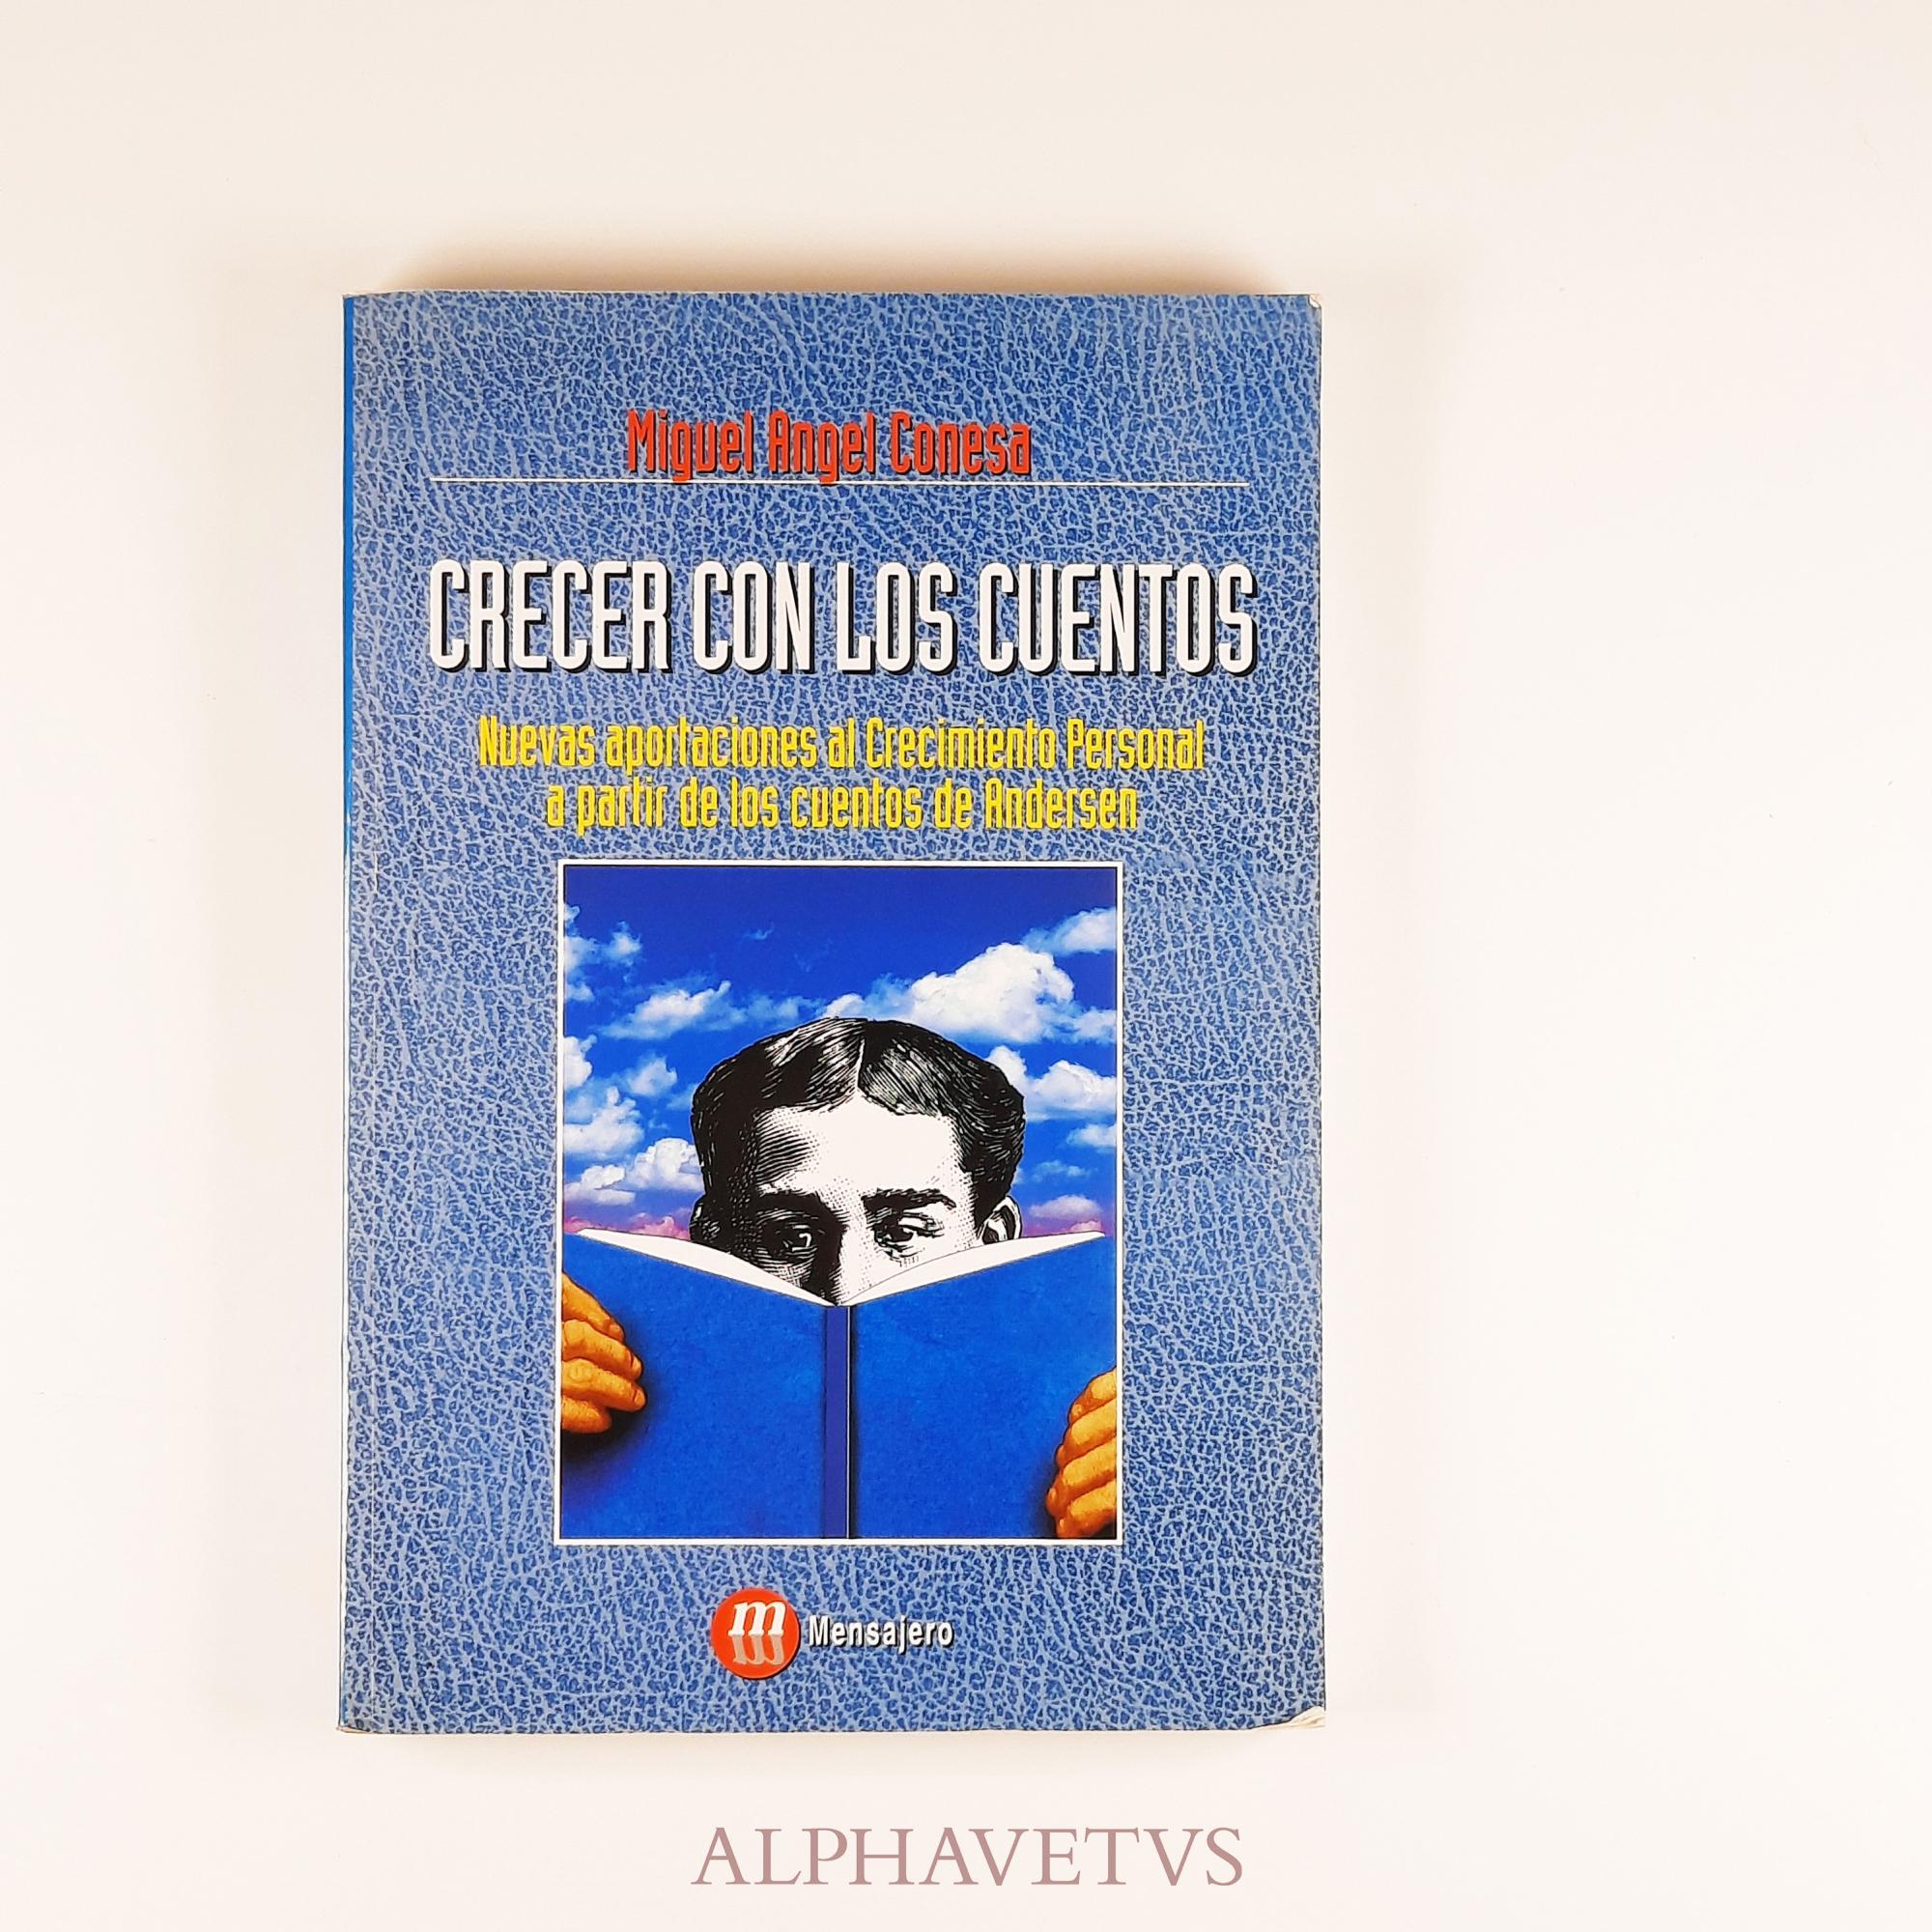 Miguel Angel Conesa
CRECER CON LOS CUENTOS
Nuevas aportaciones al Crecimiento Personal
a partir de los cuentos de Andersen
m Mensajero
ALPHAVETVS